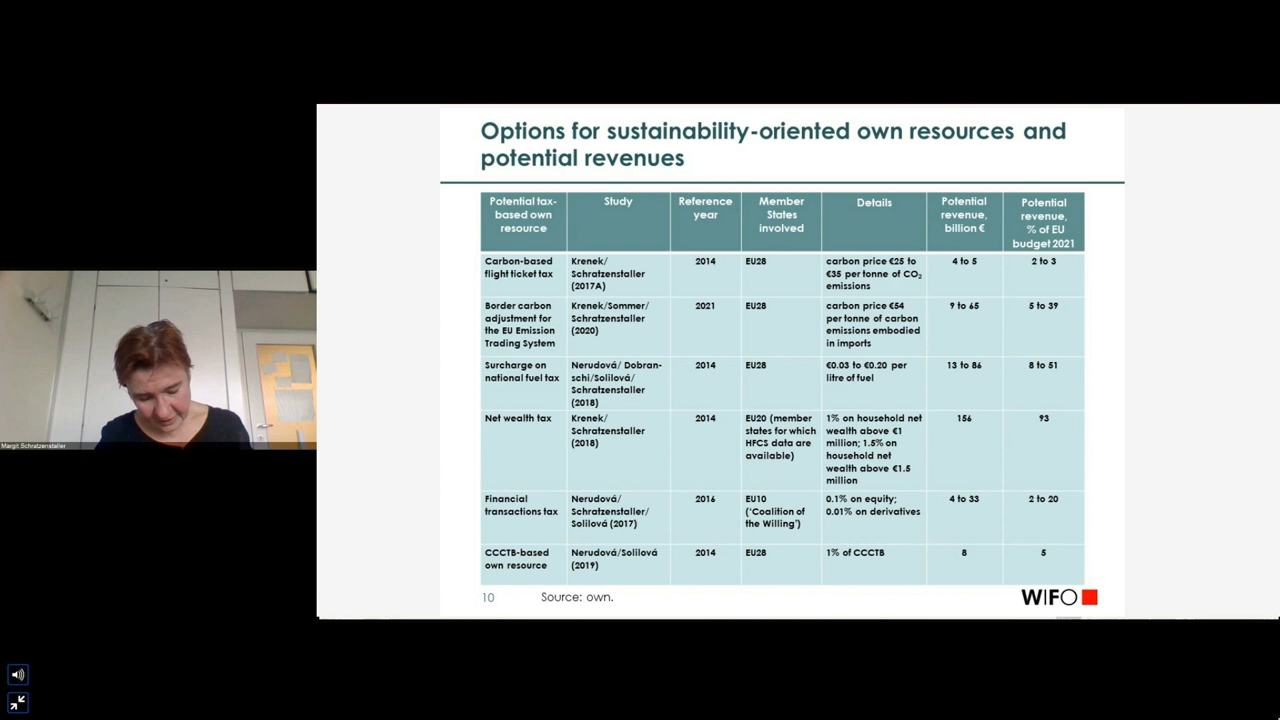 Options for sustainability-oriented own resources and
potential revenues
Potential tax-
based own
resource
Study
Reference
year
Member
States
involved
Details
Potential
revenue,
billion €
Potential
revenue,
% of EU
budget 2021
Carbon-based
flight ticket tax
Krenek/
Schratzenstaller
(2017A)
2014
EU28
carbon price €25 to
€35 per tonne of CO₂
emissions
4 to 5
2 to 3
Border carbon
adjustment for
the EU Emission
Trading System
Krenek/Sommer/
Schratzenstaller
(2020)
2021
EU28
carbon price €54
per tonne of carbon
emissions embodied
in imports
9 to 65
5 to 39
Surcharge on
national fuel tax
Nerudová/ Dobran-
schi/Solilová/
Schratzenstaller
(2018)
2014
EU28
€0.03 to €0.20 per
litre of fuel
13 to 86
8 to 51
Net wealth tax
Krenek/
Schratzenstaller
(2018)
2014
EU20 (member
states for which
HFCS data are
available)
1% on household net
wealth above €1
million; 1.5% on
household net
wealth above €1.5
million
156
93
Financial
transactions tax
Nerudová/
Schratzenstaller/
Solilová (2017)
2016
EU10
('Coalition of
the Willing')
0.1% on equity;
0.01% on derivatives
4 to 33
2 to 20
CCCTB-based
own resource
Nerudová/Solilová
(2019)
2014
EU28
1% of CCCTB
8
5
10
Source: own.
WIFO
Margit Schratzenstaller